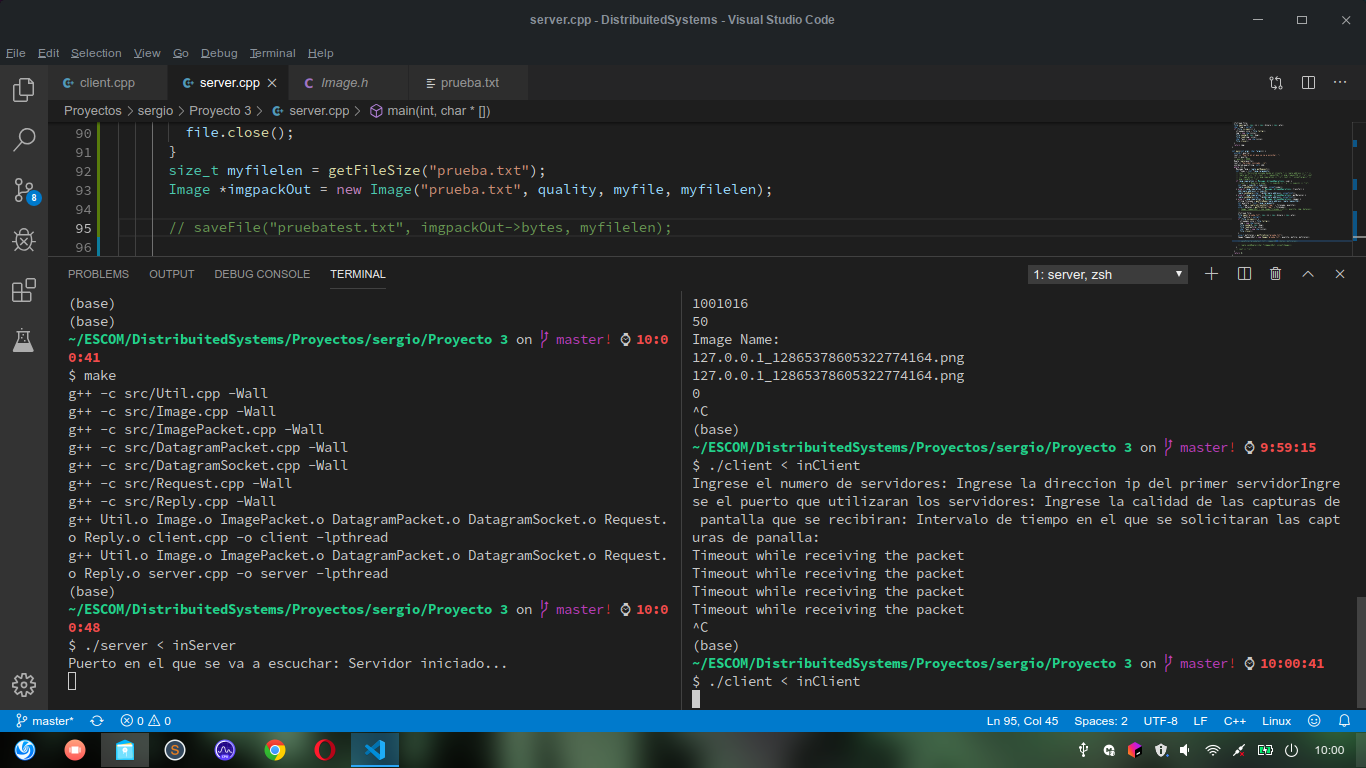 server.cpp - DistribuitedSystems - Visual Studio Code
File Edit Selection View Go Debug Terminal Help
client.cpp server.cpp Image.h prueba.txt
Proyectos > sergio > Proyecto 3 > server.cpp > main(int, char * [])
90 file.close();
91 }
92 size_t myfilelen = getFileSize("prueba.txt");
93 Image *imgpackOut = new Image("prueba.txt", quality, myfile, myfilelen);
94
95 // saveFile("pruebatest.txt", imgpackOut->bytes, myfilelen);
96
8
PROBLEMS OUTPUT DEBUG CONSOLE TERMINAL
1: server, zsh
(base)
(base)
~/ESCOM/DistribuitedSystems/Proyectos/sergio/Proyecto 3 on master! 10:0
0:41
$ make
g++ -c src/Util.cpp -Wall
g++ -c src/Image.cpp -Wall
g++ -c src/ImagePacket.cpp -Wall
g++ -c src/DatagramPacket.cpp -Wall
g++ -c src/DatagramSocket.cpp -Wall
g++ -c src/Request.cpp -Wall
g++ -c src/Reply.cpp -Wall
g++ Util.o Image.o ImagePacket.o DatagramPacket.o DatagramSocket.o Request.
o Reply.o client.cpp -o client -lpthread
g++ Util.o Image.o ImagePacket.o DatagramPacket.o DatagramSocket.o Request.
o Reply.o server.cpp -o server -lpthread
(base)
~/ESCOM/DistribuitedSystems/Proyectos/sergio/Proyecto 3 on master! 10:0
0:48
$ ./server < inServer
Puerto en el que se va a escuchar: Servidor iniciado...
1001016
50
Image Name:
127.0.0.1_12865378605322774164.png
127.0.0.1_12865378605322774164.png
0
^C
(base)
~/ESCOM/DistribuitedSystems/Proyectos/sergio/Proyecto 3 on master! 9:59:15
$ ./client < inClient
Ingrese el numero de servidores: Ingrese la direccion ip del primer servidorIngre
se el puerto que utilizaran los servidores: Ingrese la calidad de las capturas de
pantalla que se recibiran: Intervalo de tiempo en el que se solicitaran las capt
uras de panalla:
Timeout while receiving the packet
Timeout while receiving the packet
Timeout while receiving the packet
Timeout while receiving the packet
^C
(base)
~/ESCOM/DistribuitedSystems/Proyectos/sergio/Proyecto 3 on master! 10:00:41
$ ./client < inClient
master* 0 0 Ln 95, Col 45 Spaces: 2 UTF-8 LF C++ Linux
10:00